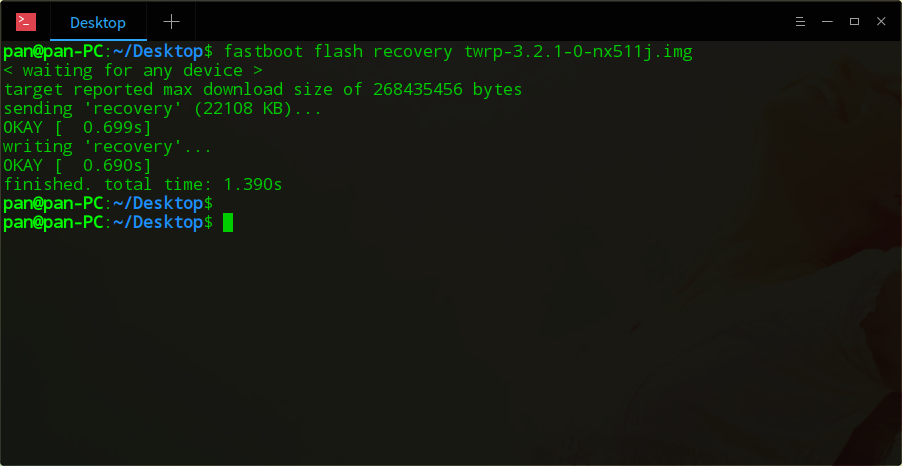 Desktop
pan@pan-PC:~/Desktop$ fastboot flash recovery twrp-3.2.1-0-nx511j.img
< waiting for any device >
target reported max download size of 268435456 bytes
sending 'recovery' (22108 KB)...
OKAY [  0.699s]
writing 'recovery'...
OKAY [  0.690s]
finished. total time: 1.390s
pan@pan-PC:~/Desktop$
pan@pan-PC:~/Desktop$